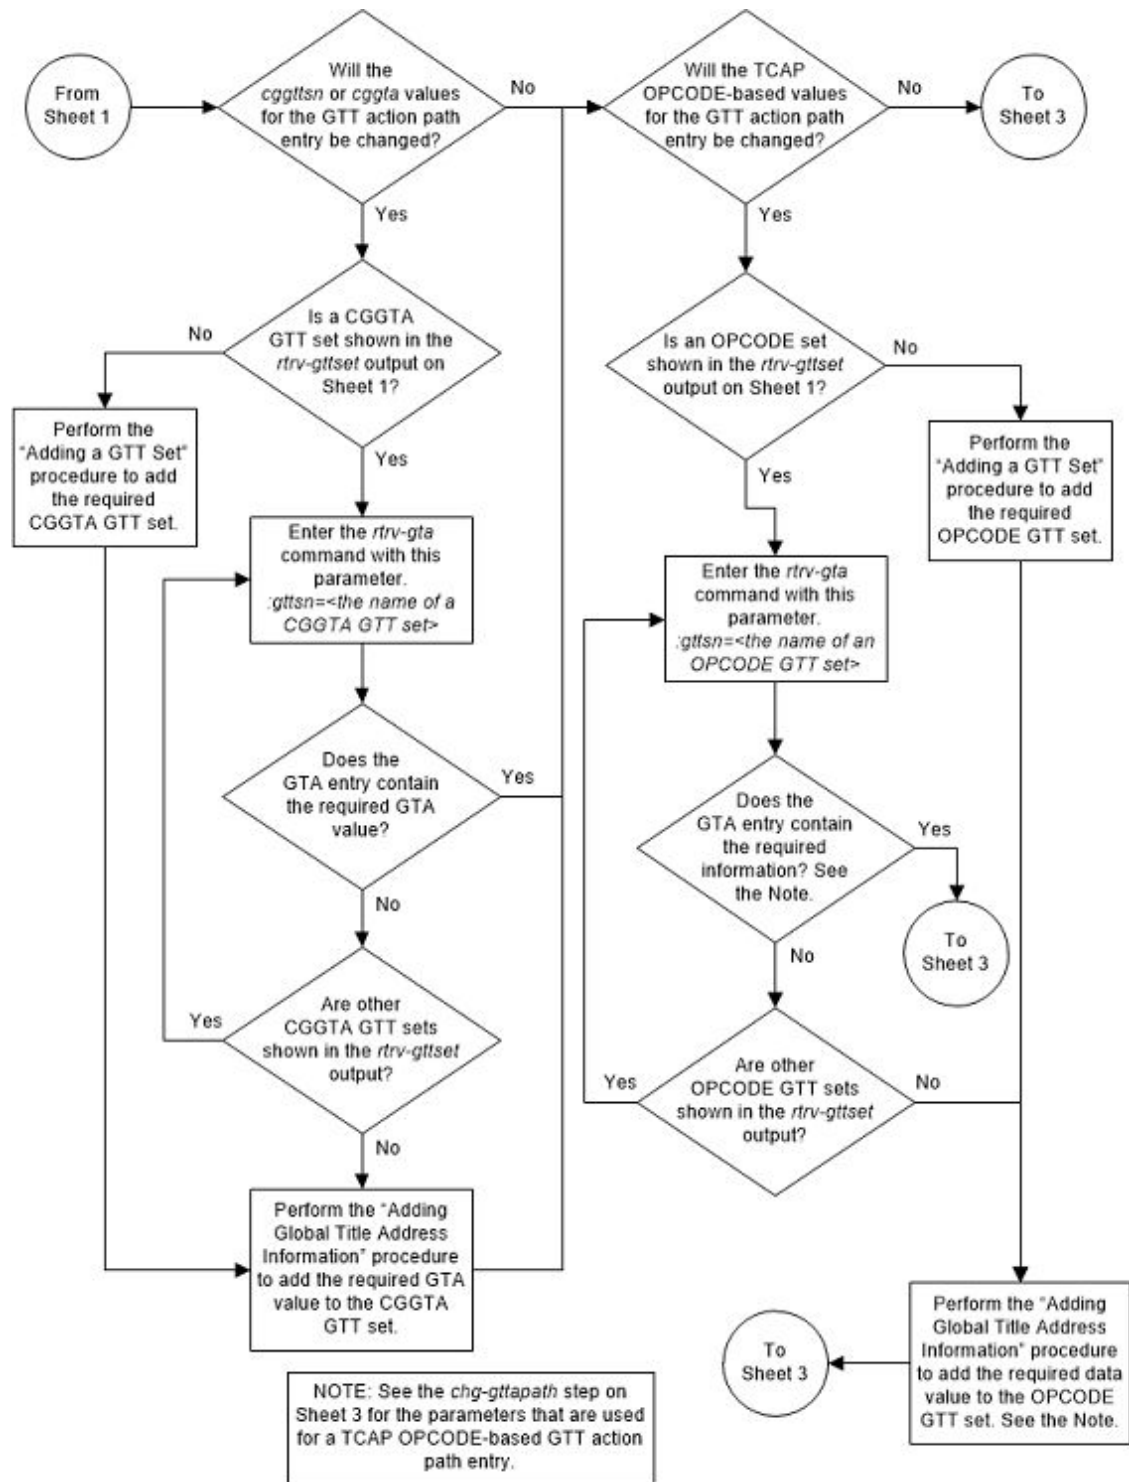 From
Sheet 1
Will the
cggttsn or cggta values
for the GTT action path
entry be changed?
No
Yes
Is a CGGTA
GTT set shown in the
rtrv-gttset output on
Sheet 1?
No
Yes
Perform the
“Adding a GTT Set”
procedure to add
the required
CGGTA GTT set.
Enter the rtrv-gta
command with this
parameter.
:gttsn=<the name of a
CGGTA GTT set>
Does the
GTA entry contain
the required GTA
value?
Yes
No
Are other
CGGTA GTT sets
shown in the rtrv-gttset
output?
Yes
No
Perform the “Adding
Global Title Address
Information” procedure
to add the required GTA
value to the CGGTA
GTT set.
Will the TCAP
OPCODE-based values
for the GTT action path
entry be changed?
No
To
Sheet 3
Yes
Is an OPCODE set
shown in the rtrv-gttset
output on Sheet 1?
No
Yes
Perform the
“Adding a GTT Set”
procedure to add
the required
OPCODE GTT set.
Enter the rtrv-gta
command with this
parameter.
:gttsn=<the name of an
OPCODE GTT set>
Does the
GTA entry contain
the required
information? See
the Note.
Yes
To
Sheet 3
No
Are other
OPCODE GTT sets
shown in the rtrv-gttset
output?
Yes
No
Perform the “Adding
Global Title Address
Information” procedure
to add the required data
value to the OPCODE
GTT set. See the Note.
To
Sheet 3
NOTE: See the chg-gttapath step on
Sheet 3 for the parameters that are used
for a TCAP OPCODE-based GTT action
path entry.